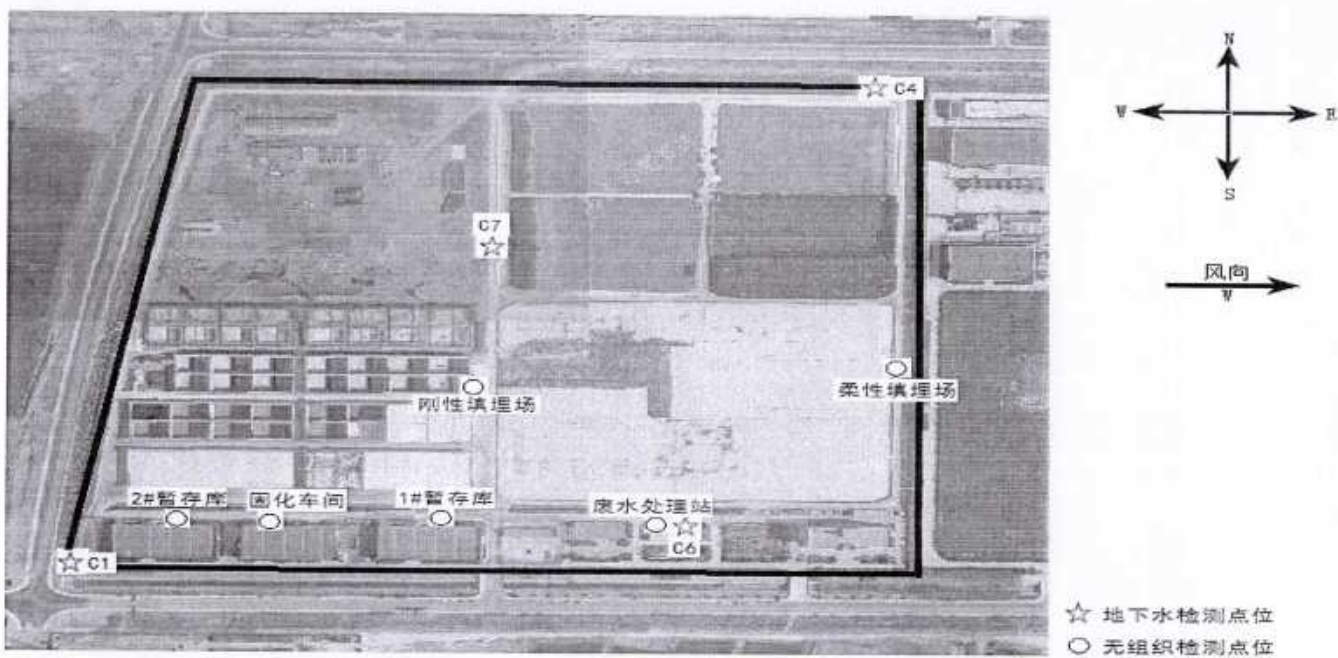 N
C4
W
E
S
C7
风向
W
刚性填埋场
柔性填埋场
2#暂存库
固化车间
1#暂存库
废水处理站
C6
C1
地下水检测点位
无组织检测点位